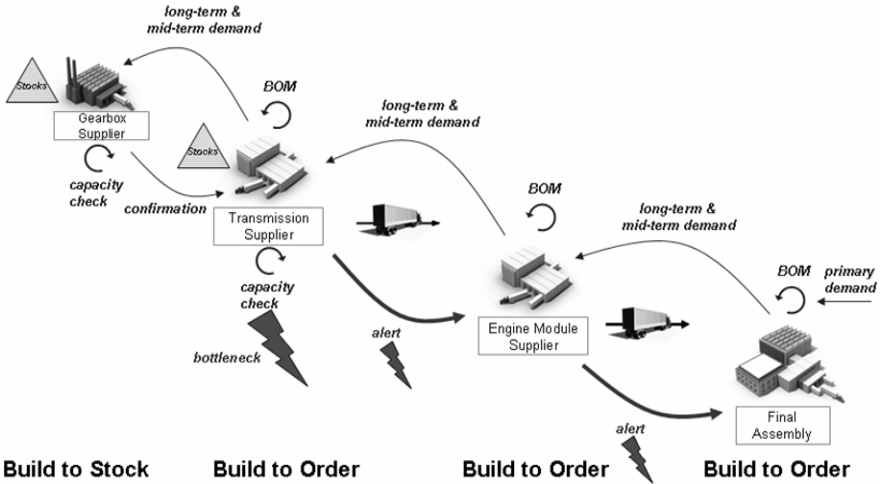 long-term &
mid-term demand
Stocks
Gearbox
Supplier
capacity
check
confirmation
BOM
Stocks
Transmission
Supplier
capacity
check
bottleneck
long-term &
mid-term demand
alert
BOM
Engine Module
Supplier
long-term &
mid-term demand
alert
BOM
primary
demand
Final
Assembly
Build to Stock
Build to Order
Build to Order
Build to Order